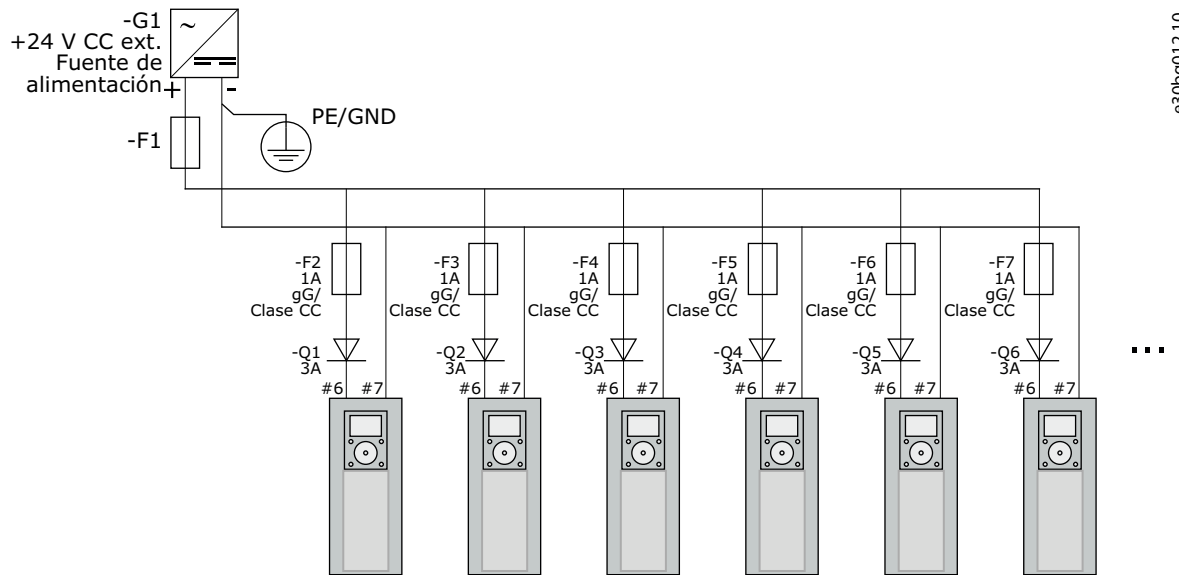 -G1
+24 V CC ext.
Fuente de
alimentación
+ -
-F1
PE/GND
e30bg012.10
-F2
1A
gG/
Clase CC
-F3
1A
gG/
Clase CC
-F4
1A
gG/
Clase CC
-F5
1A
gG/
Clase CC
-F6
1A
gG/
Clase CC
-F7
1A
gG/
Clase CC
-Q1
3A
-Q2
3A
-Q3
3A
-Q4
3A
-Q5
3A
-Q6
3A
...
#6 #7
#6 #7
#6 #7
#6 #7
#6 #7
#6 #7